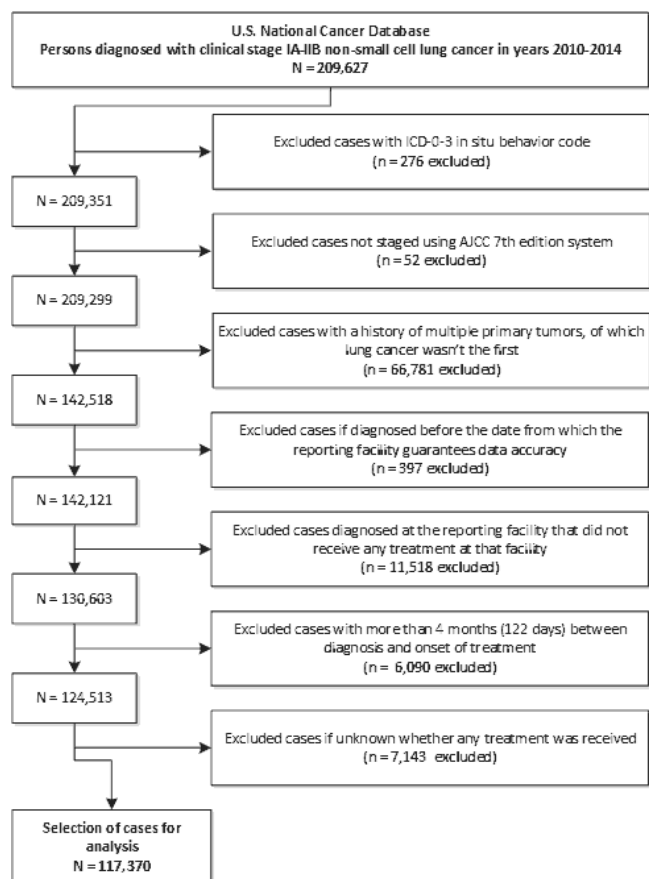 U.S. National Cancer Database
Persons diagnosed with clinical stage IA-IIB non-small cell lung cancer in years 2010-2014
N = 209,627
Excluded cases with ICD-0-3 in situ behavior code
(n = 276 excluded)
N = 209,351
Excluded cases not staged using AJCC 7th edition system
(n = 52 excluded)
N = 209,299
Excluded cases with a history of multiple primary tumors, of which
lung cancer wasn't the first
(n = 66,781 excluded)
N = 142,518
Excluded cases if diagnosed before the date from which the
reporting facility guarantees data accuracy
(n = 397 excluded)
N = 142,121
Excluded cases diagnosed at the reporting facility that did not
receive any treatment at that facility
(n = 11,518 excluded)
N = 130,603
Excluded cases with more than 4 months (122 days) between
diagnosis and onset of treatment
(n = 6,090 excluded)
N = 124,513
Excluded cases if unknown whether any treatment was received
(n = 7,143 excluded)
Selection of cases for
analysis
N = 117,370